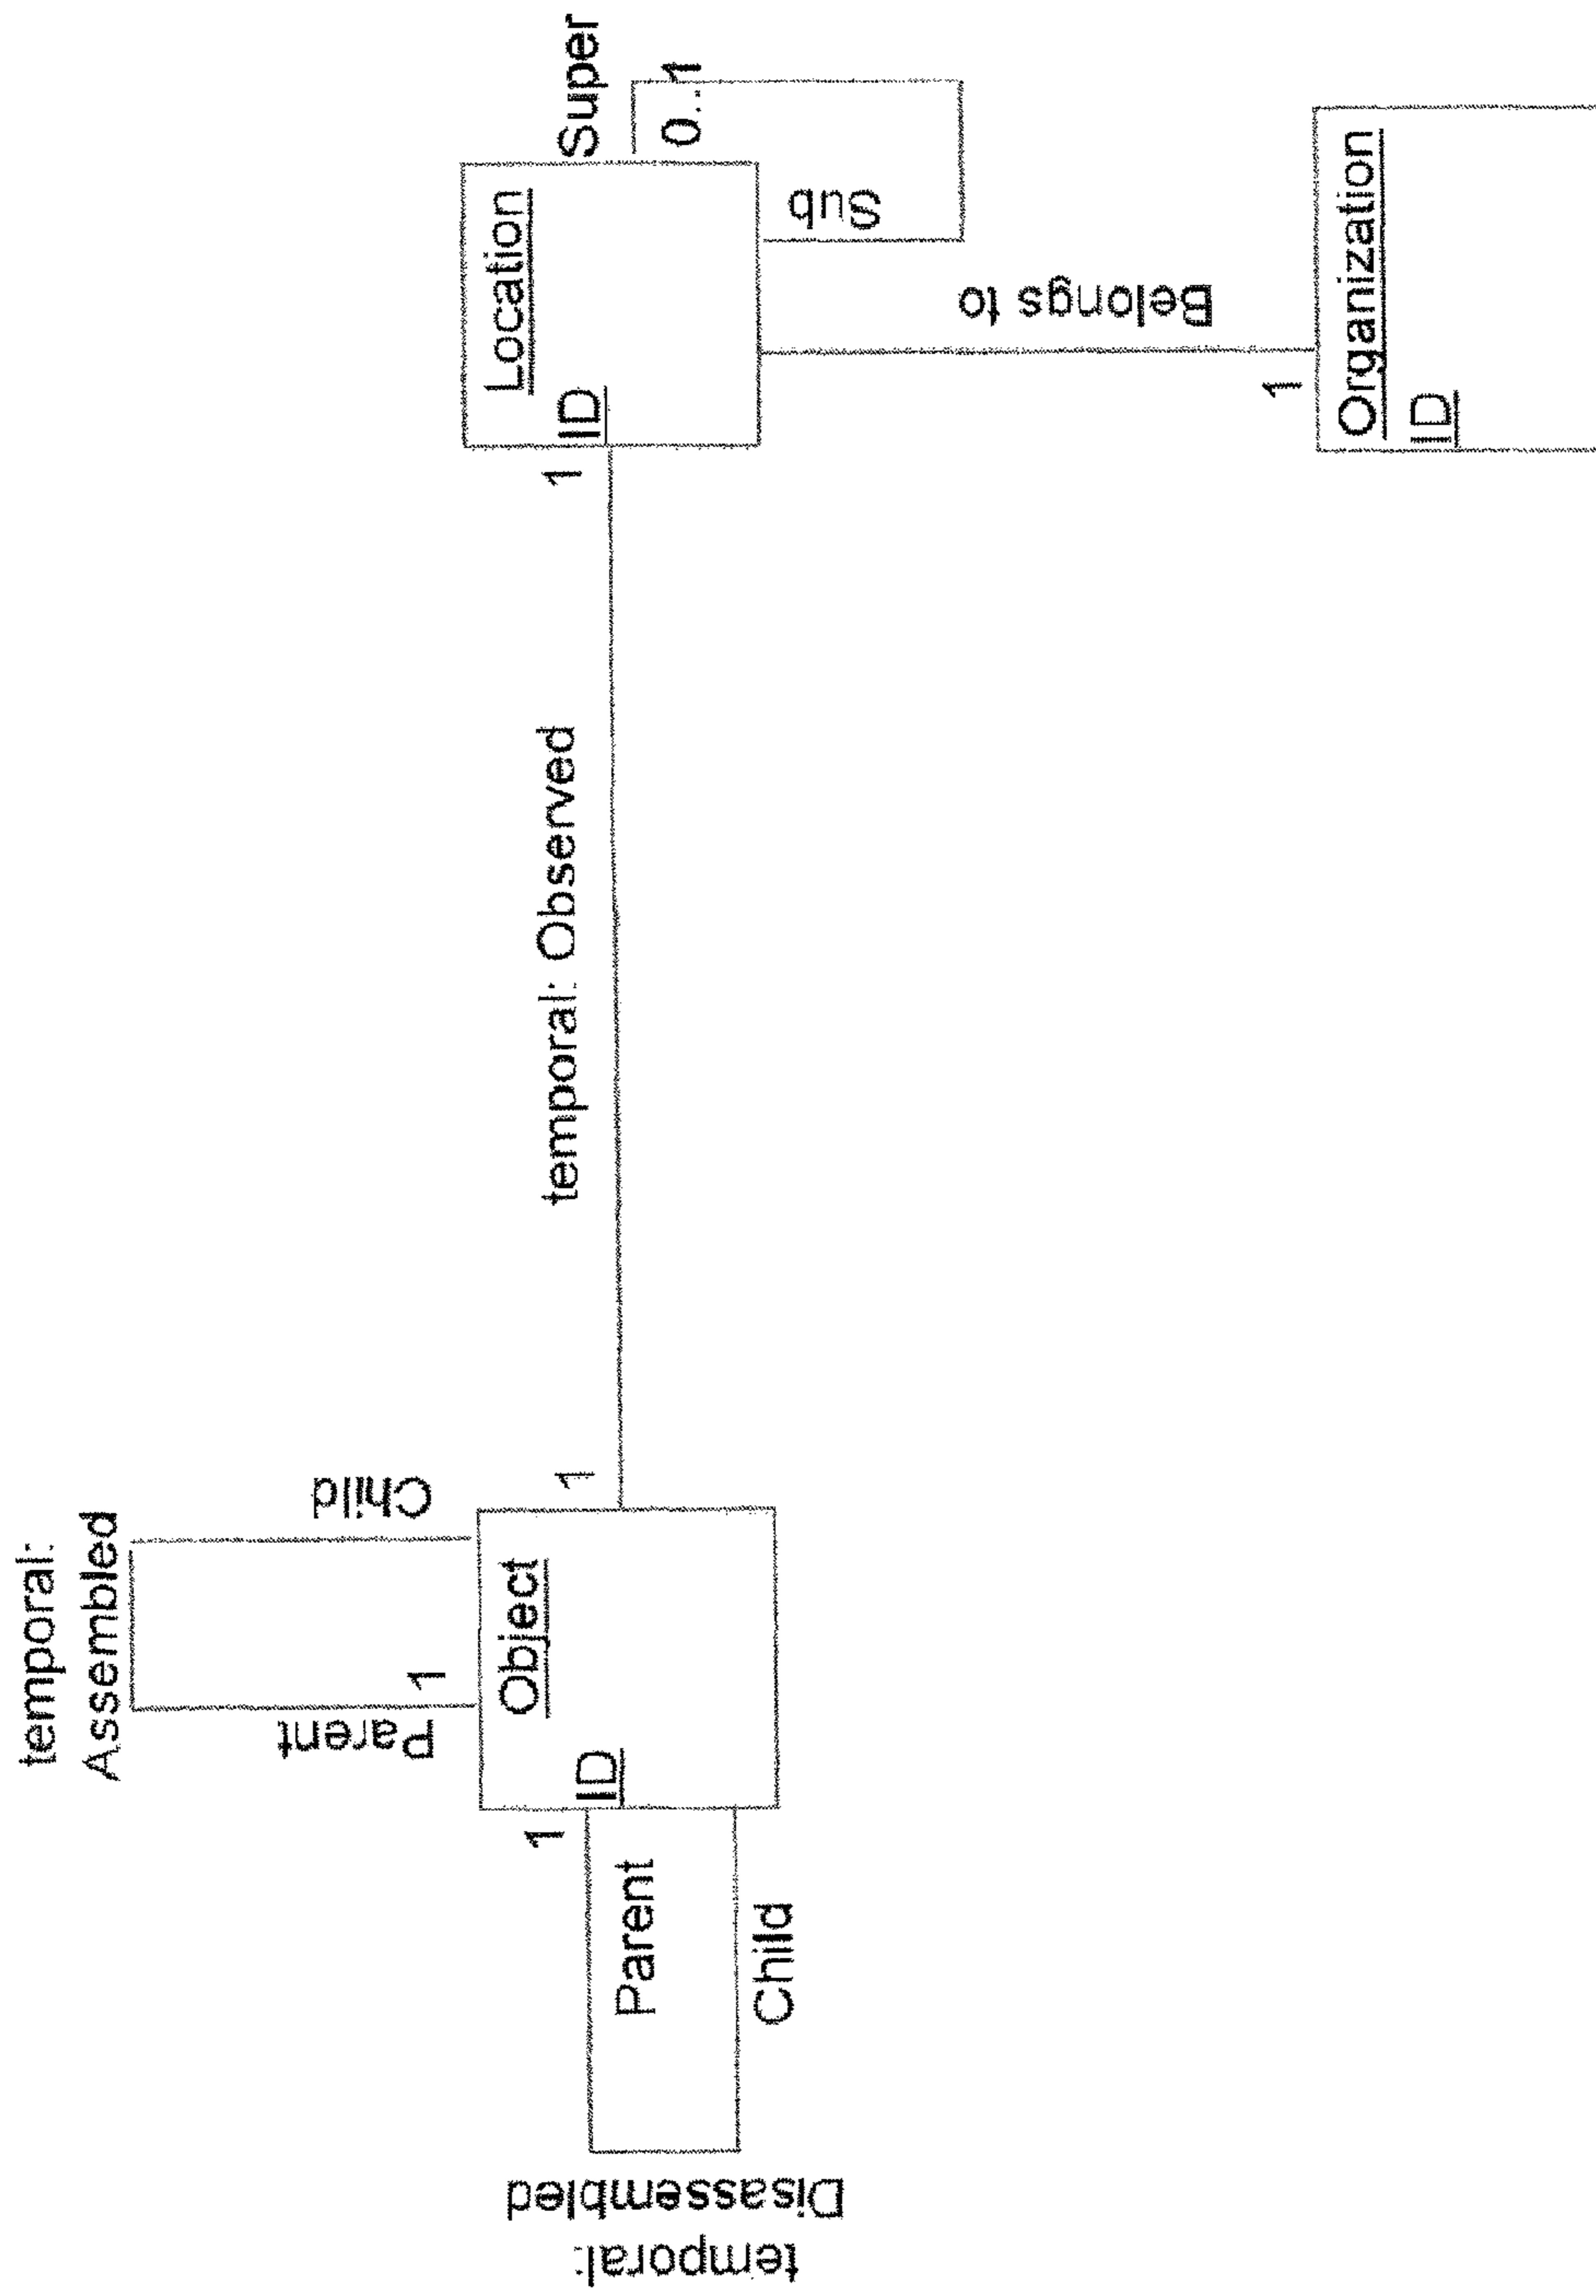 temporal:
Assembled
Parent
1
Child
Object
ID
1
1
Parent
Child
temporal:
Disassembled
temporal: Observed
1
Location
ID
Super
0..1
Sub
Belongs to
1
Organization
ID